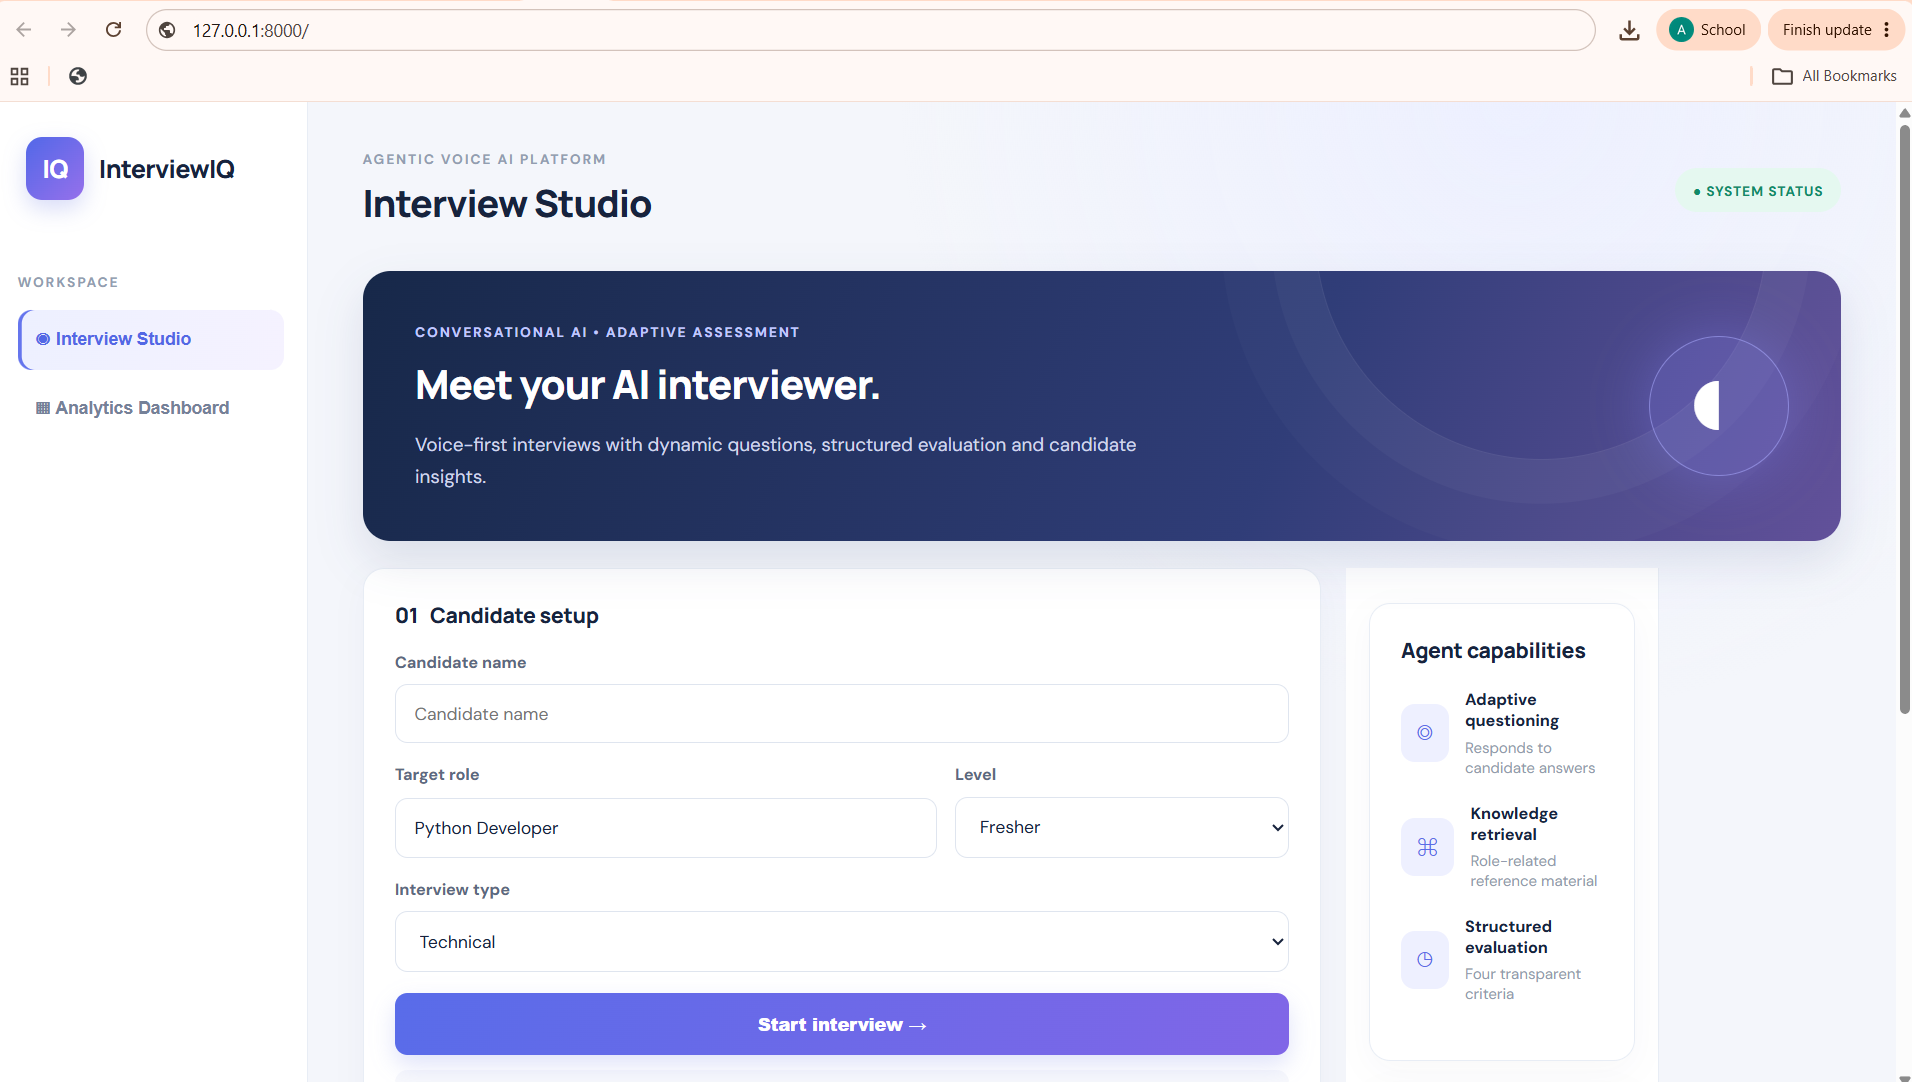 127.0.0.1:8000/
A School
Finish update
All Bookmarks
IQ InterviewIQ
WORKSPACE
Interview Studio
Analytics Dashboard
AGENTIC VOICE AI PLATFORM
Interview Studio
• SYSTEM STATUS
CONVERSATIONAL AI • ADAPTIVE ASSESSMENT
Meet your AI interviewer.
Voice-first interviews with dynamic questions, structured evaluation and candidate
insights.
01 Candidate setup
Candidate name
Candidate name
Target role
Level
Python Developer
Fresher
Interview type
Technical
Start interview →
Agent capabilities
Adaptive
questioning
Responds to
candidate answers
Knowledge
retrieval
Role-related
reference material
Structured
evaluation
Four transparent
criteria